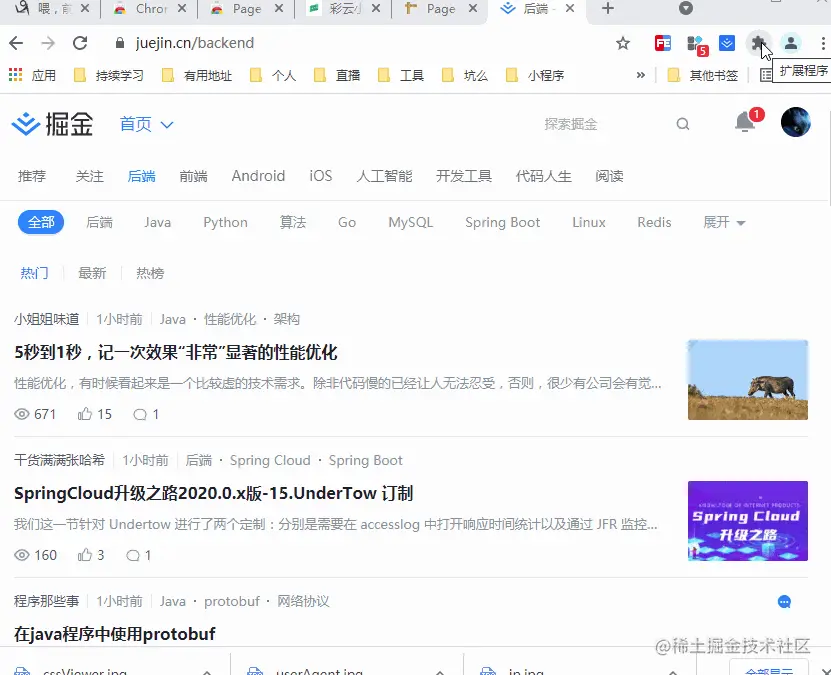 喂，前
Chror
Page
彩云小
Page
后端 -
juejin.cn/backend
5
扩展程序
应用 持续学习 有用地址 个人 直播 工具 坑么 小程序 » 其他书签
掘金 首页 探索掘金 1
推荐 关注 后端 前端 Android iOS 人工智能 开发工具 代码人生 阅读
全部 后端 Java Python 算法 Go MySQL Spring Boot Linux Redis 展开
热门 最新 热榜
小姐姐味道 1小时前 Java · 性能优化 · 架构
5秒到1秒，记一次效果“非常”显著的性能优化
性能优化，有时候看起来是一个比较虚的技术需求。除非代码慢的已经让人无法忍受，否则，很少有公司会有觉...
671 15 1
干货满满张哈希 1小时前 后端 · Spring Cloud · Spring Boot
SpringCloud升级之路2020.0.x版-15.UnderTow 订制
我们这一节针对 Undertow 进行了两个定制：分别是需要在 accesslog 中打开响应时间统计以及通过 JFR 监控...
160 3 1
Spring Cloud
升级之路
程序那些事 1小时前 Java · protobuf · 网络协议
在java程序中使用protobuf
@稀土掘金技术社区
cssViewer.jpg userAgent.jpg ip.jpg 全部显示